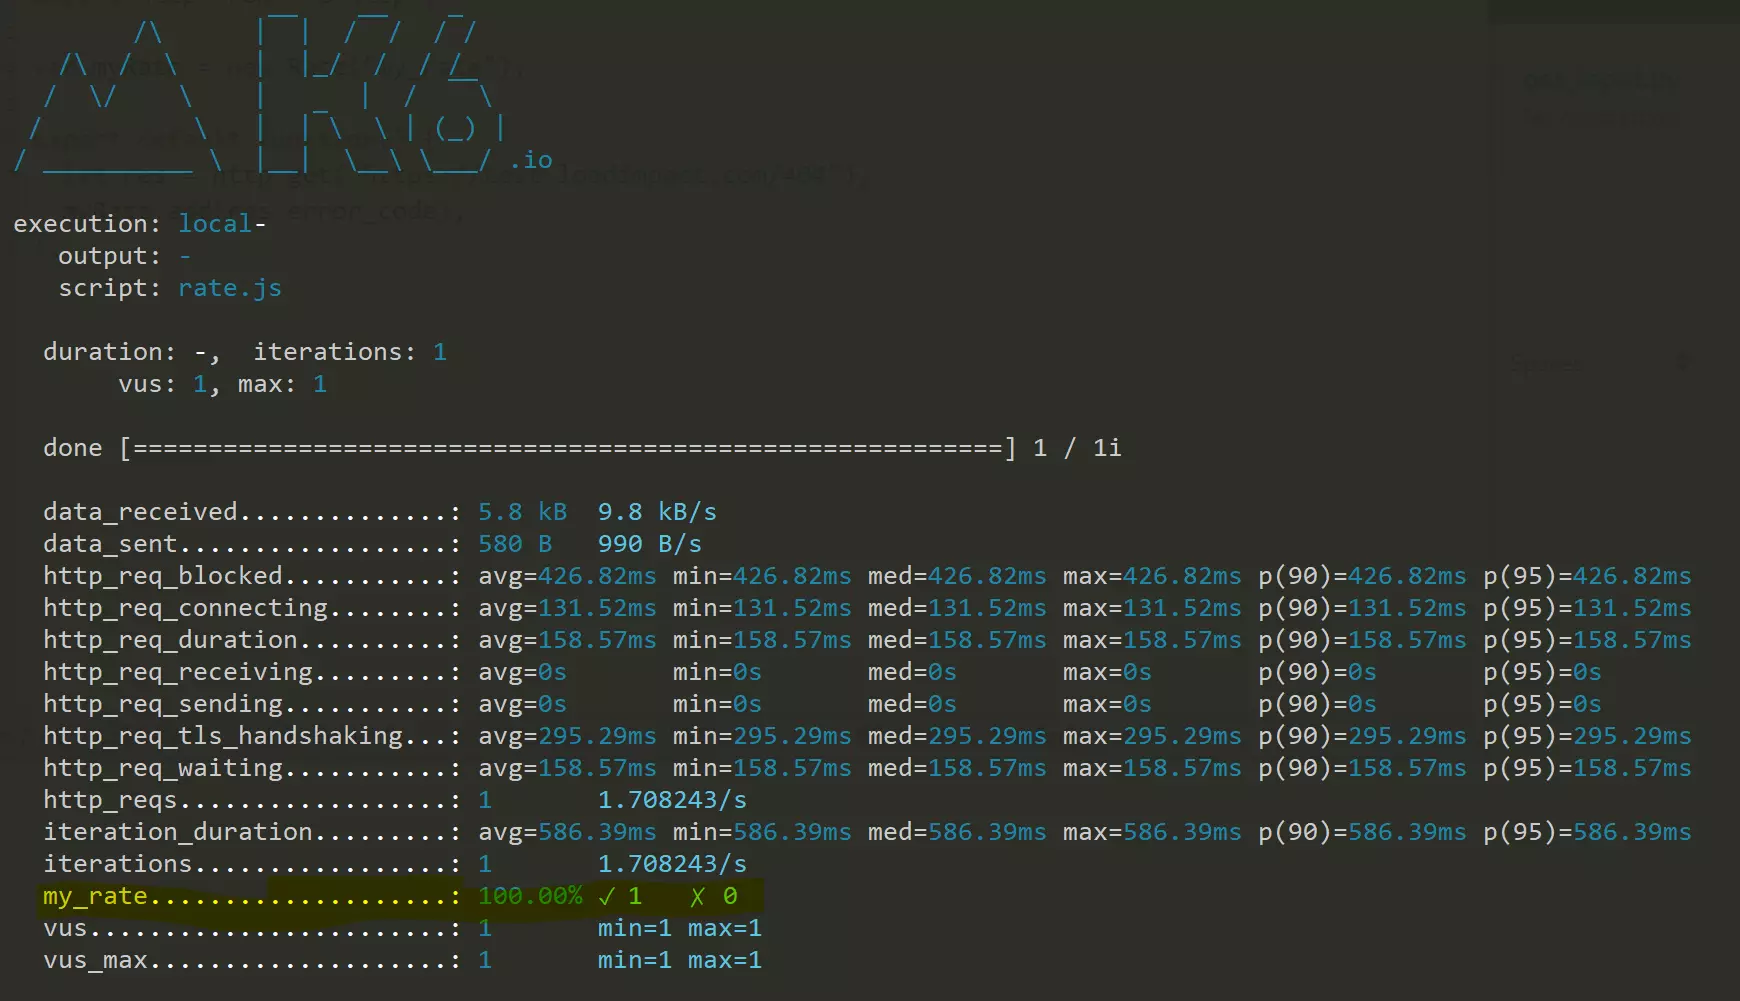 K6 .io
execution: local-
output: -
script: rate.js
duration: -, iterations: 1
vus: 1, max: 1
done [==========================================================] 1 / 1i
data_received..............: 5.8 kB 9.8 kB/s
data_sent..................: 580 B 990 B/s
http_req_blocked...........: avg=426.82ms min=426.82ms med=426.82ms max=426.82ms p(90)=426.82ms p(95)=426.82ms
http_req_connecting........: avg=131.52ms min=131.52ms med=131.52ms max=131.52ms p(90)=131.52ms p(95)=131.52ms
http_req_duration..........: avg=158.57ms min=158.57ms med=158.57ms max=158.57ms p(90)=158.57ms p(95)=158.57ms
http_req_receiving.........: avg=0s min=0s med=0s max=0s p(90)=0s p(95)=0s
http_req_sending...........: avg=0s min=0s med=0s max=0s p(90)=0s p(95)=0s
http_req_tls_handshaking...: avg=295.29ms min=295.29ms med=295.29ms max=295.29ms p(90)=295.29ms p(95)=295.29ms
http_req_waiting...........: avg=158.57ms min=158.57ms med=158.57ms max=158.57ms p(90)=158.57ms p(95)=158.57ms
http_reqs..................: 1 1.708243/s
iteration_duration.........: avg=586.39ms min=586.39ms med=586.39ms max=586.39ms p(90)=586.39ms p(95)=586.39ms
iterations.................: 1 1.708243/s
my_rate....................: 100.00% ✓ 1 ✗ 0
vus........................: 1 min=1 max=1
vus_max....................: 1 min=1 max=1